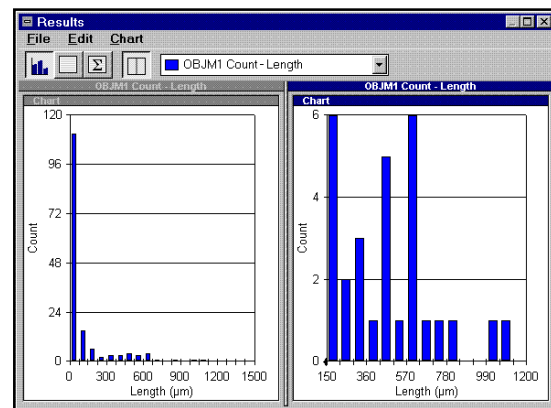 Results
File Edit Chart
Σ OBJM1 Count - Length
OBJM1 Count - Length
Chart
120
96
72
48
24
0
Count
0 300 600 900 1200 1500
Length (µm)
OBJM1 Count - Length
Chart
6
4
2
0
Count
150 360 570 780 990 1200
Length (µm)